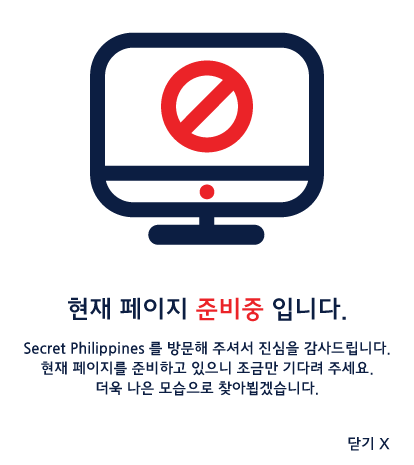 현재 페이지 준비중 입니다.
Secret Philippines 를 방문해 주셔서 진심을 감사드립니다.
현재 페이지를 준비하고 있으니 조금만 기다려 주세요.
더욱 나은 모습으로 찾아뵙겠습니다.
닫기 X